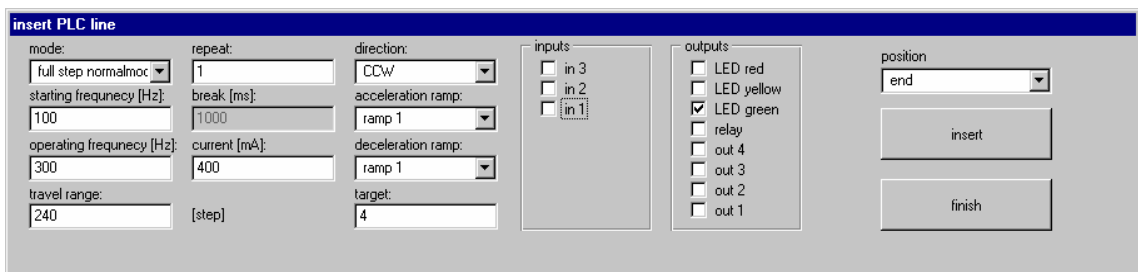 insert PLC line
mode: repeat: direction: inputs outputs
full step normalmoc 1 CCW in 3 LED red position
in 2 LED yellow end
starting frequnecy [Hz]: break [ms]: acceleration ramp: in 1 LED green
100 1000 ramp 1 relay insert
operating frequnecy [Hz]: current [mA]: deceleration ramp: out 4
300 400 ramp 1 out 3
travel range: target: out 2
240 [step] 4 out 1 finish